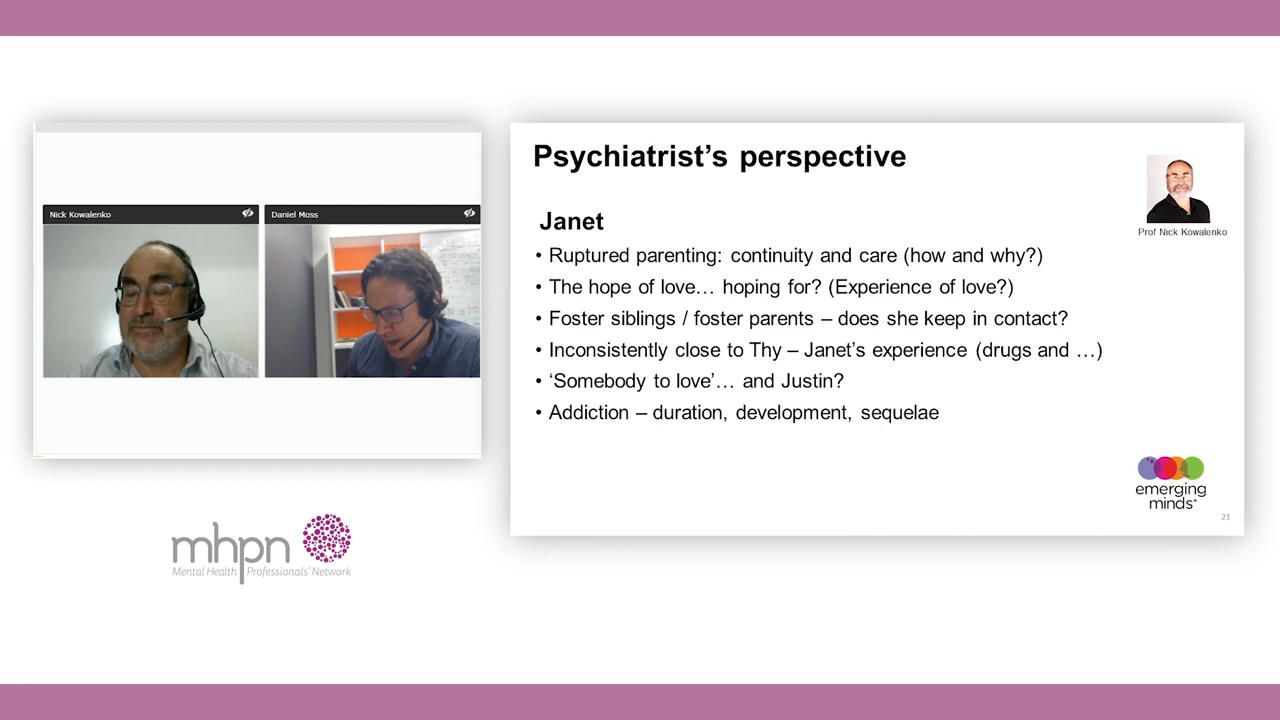 Nick Kowalenko
Daniel Moss
mhpn
Mental Health Professionals' Network
Psychiatrist’s perspective
Prof Nick Kowalenko
Janet
• Ruptured parenting: continuity and care (how and why?)
• The hope of love… hoping for? (Experience of love?)
• Foster siblings / foster parents – does she keep in contact?
• Inconsistently close to Thy – Janet’s experience (drugs and …)
• ‘Somebody to love’… and Justin?
• Addiction – duration, development, sequelae
emerging
minds
21